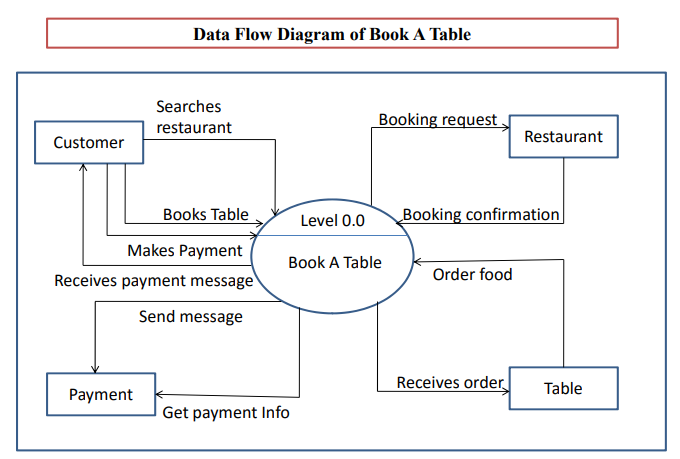 Data Flow Diagram of Book A Table
Searches
restaurant
Customer
Booking request
Restaurant
Books Table
Level 0.0
Booking confirmation
Makes Payment
Book A Table
Receives payment message
Order food
Send message
Payment
Receives order
Table
Get payment Info